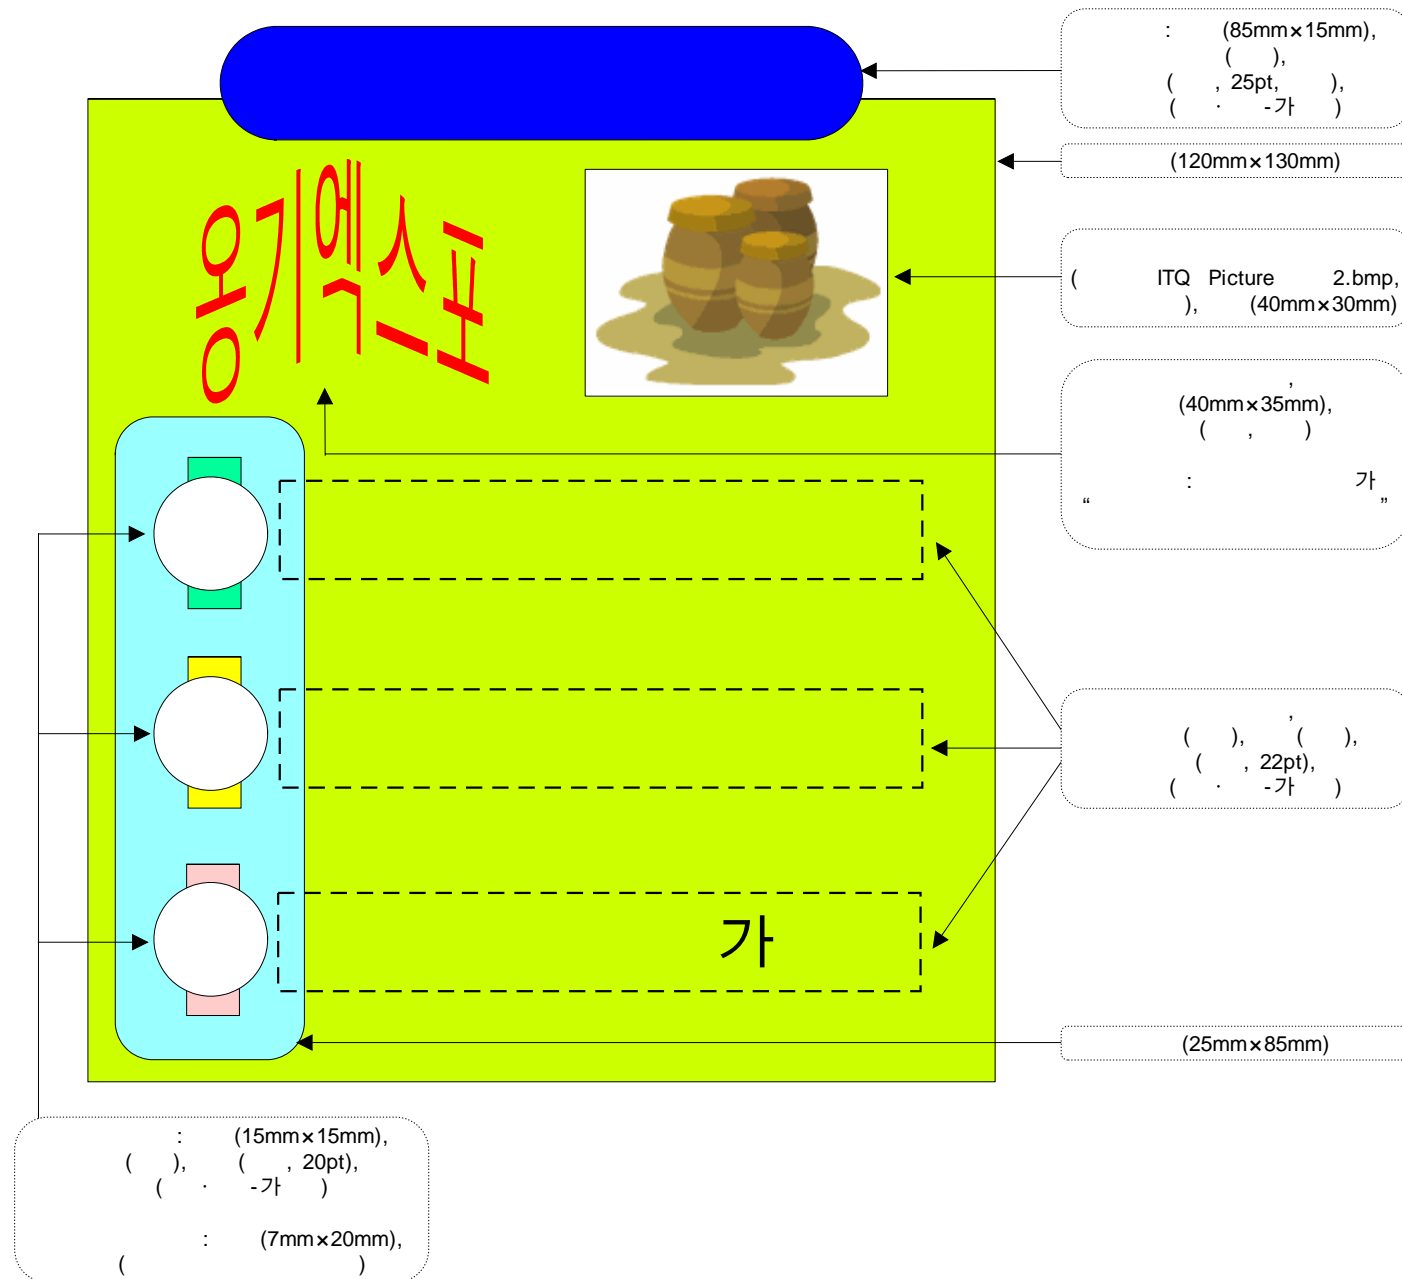 : (85mm×15mm),
( ),
( , 25pt, ),
( · -가 )
(120mm×130mm)
옹기엑스포
( ITQ Picture 2.bmp,
), (40mm×30mm)
,
(40mm×35mm),
( , )
: 가
“ ”
,
( ), ( ),
( , 22pt),
( · -가 )
가
(25mm×85mm)
: (15mm×15mm),
( ), ( , 20pt),
( · -가 )
: (7mm×20mm),
( )